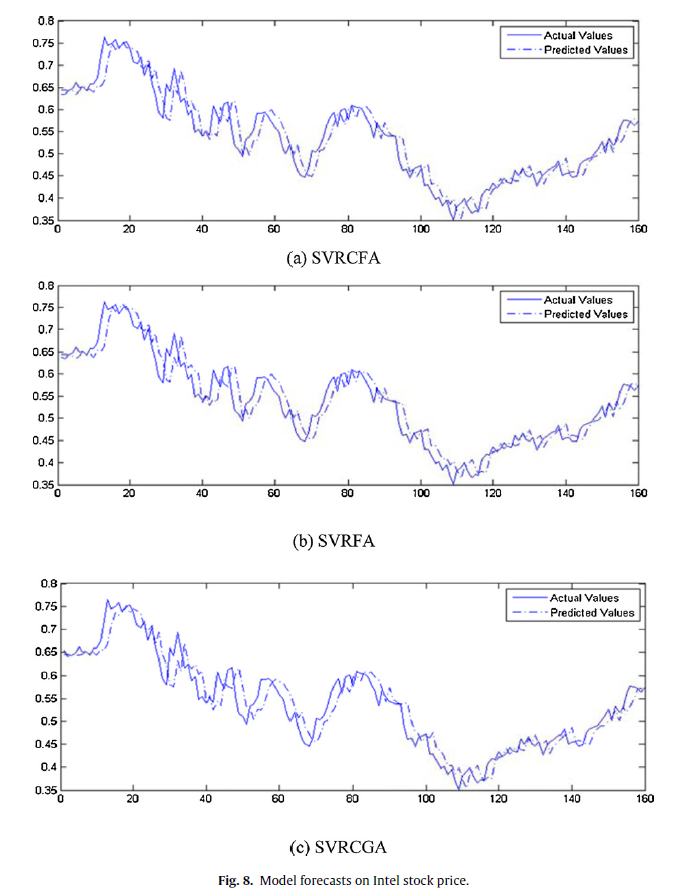 0.8
0.75
0.7
0.65
0.6
0.55
0.5
0.45
0.4
0.35
Actual Values
Predicted Values
0 20 40 60 80 100 120 140 160
(a) SVRCFA
0.8
0.75
0.7
0.65
0.6
0.55
0.5
0.45
0.4
0.35
Actual Values
Predicted Values
0 20 40 60 80 100 120 140 160
(b) SVRFA
0.8
0.75
0.7
0.65
0.6
0.55
0.5
0.45
0.4
0.35
Actual Values
Predicted Values
0 20 40 60 80 100 120 140 160
(c) SVRCGA
Fig. 8. Model forecasts on Intel stock price.